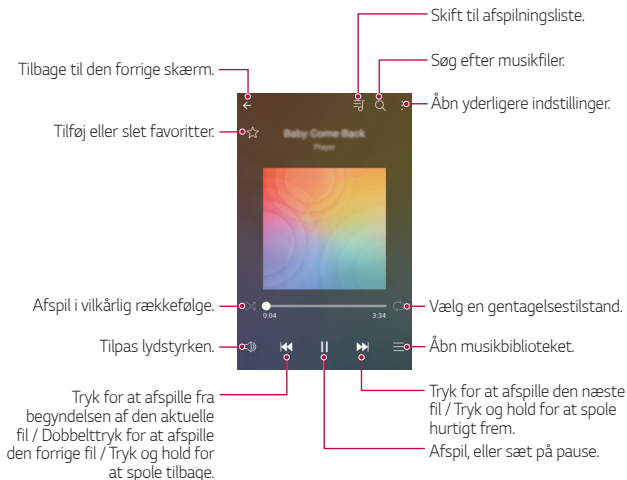 Skift til afspilningsliste.
Søg efter musikfiler.
Tilbage til den forrige skærm.
Åbn yderligere indstillinger.
Tilføj eller slet favoritter.
Baby Come Back
Player
Afspil i vilkårlig rækkefølge.
Vælg en gentagelsestilstand.
0:04
3:34
Tilpas lydstyrken.
Åbn musikbiblioteket.
Tryk for at afspille fra
begyndelsen af den aktuelle
fil / Dobbelttryk for at afspille
den forrige fil / Tryk og hold for
at spole tilbage.
Tryk for at afspille den næste
fil / Tryk og hold for at spole
hurtigt frem.
Afspil, eller sæt på pause.